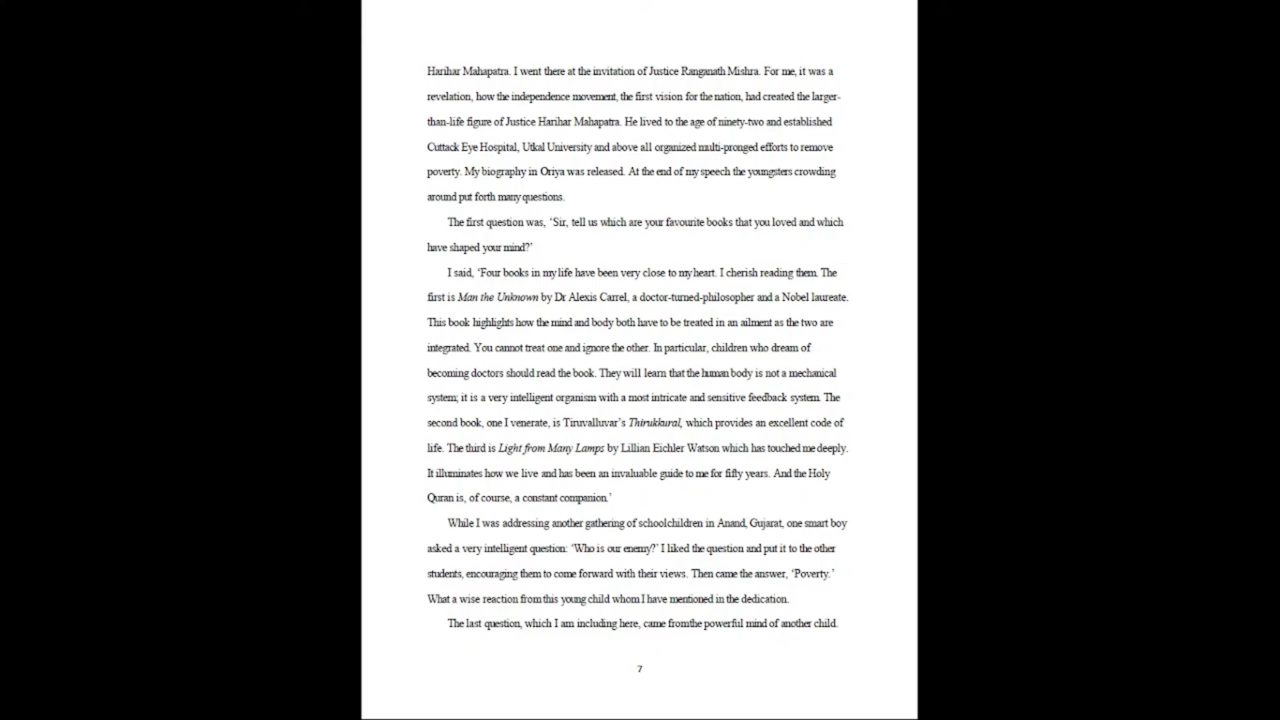 Harihar Mahapatra. I went there at the invitation of Justice Ranganath Mishra. For me, it was a
revelation, how the independence movement, the first vision for the nation, had created the larger-
than-life figure of Justice Harihar Mahapatra. He lived to the age of ninety-two and established
Cuttack Eye Hospital, Utkal University and above all organized multi-pronged efforts to remove
poverty. My biography in Oriya was released. At the end of my speech the youngsters crowding
around put forth many questions.
The first question was, ‘Sir, tell us which are your favourite books that you loved and which
have shaped your mind?’
I said, ‘Four books in my life have been very close to my heart. I cherish reading them. The
first is Man the Unknown by Dr Alexis Carrel, a doctor-turned-philosopher and a Nobel laureate.
This book highlights how the mind and body both have to be treated in an ailment as the two are
integrated. You cannot treat one and ignore the other. In particular, children who dream of
becoming doctors should read the book. They will learn that the human body is not a mechanical
system; it is a very intelligent organism with a most intricate and sensitive feedback system. The
second book, one I venerate, is Tiruvalluvar’s Thirukkural, which provides an excellent code of
life. The third is Light from Many Lamps by Lillian Eichler Watson which has touched me deeply.
It illuminates how we live and has been an invaluable guide to me for fifty years. And the Holy
Quran is, of course, a constant companion.’
While I was addressing another gathering of schoolchildren in Anand, Gujarat, one smart boy
asked a very intelligent question: ‘Who is our enemy?’ I liked the question and put it to the other
students, encouraging them to come forward with their views. Then came the answer, ‘Poverty.’
What a wise reaction from this young child whom I have mentioned in the dedication.
The last question, which I am including here, came from the powerful mind of another child.
7